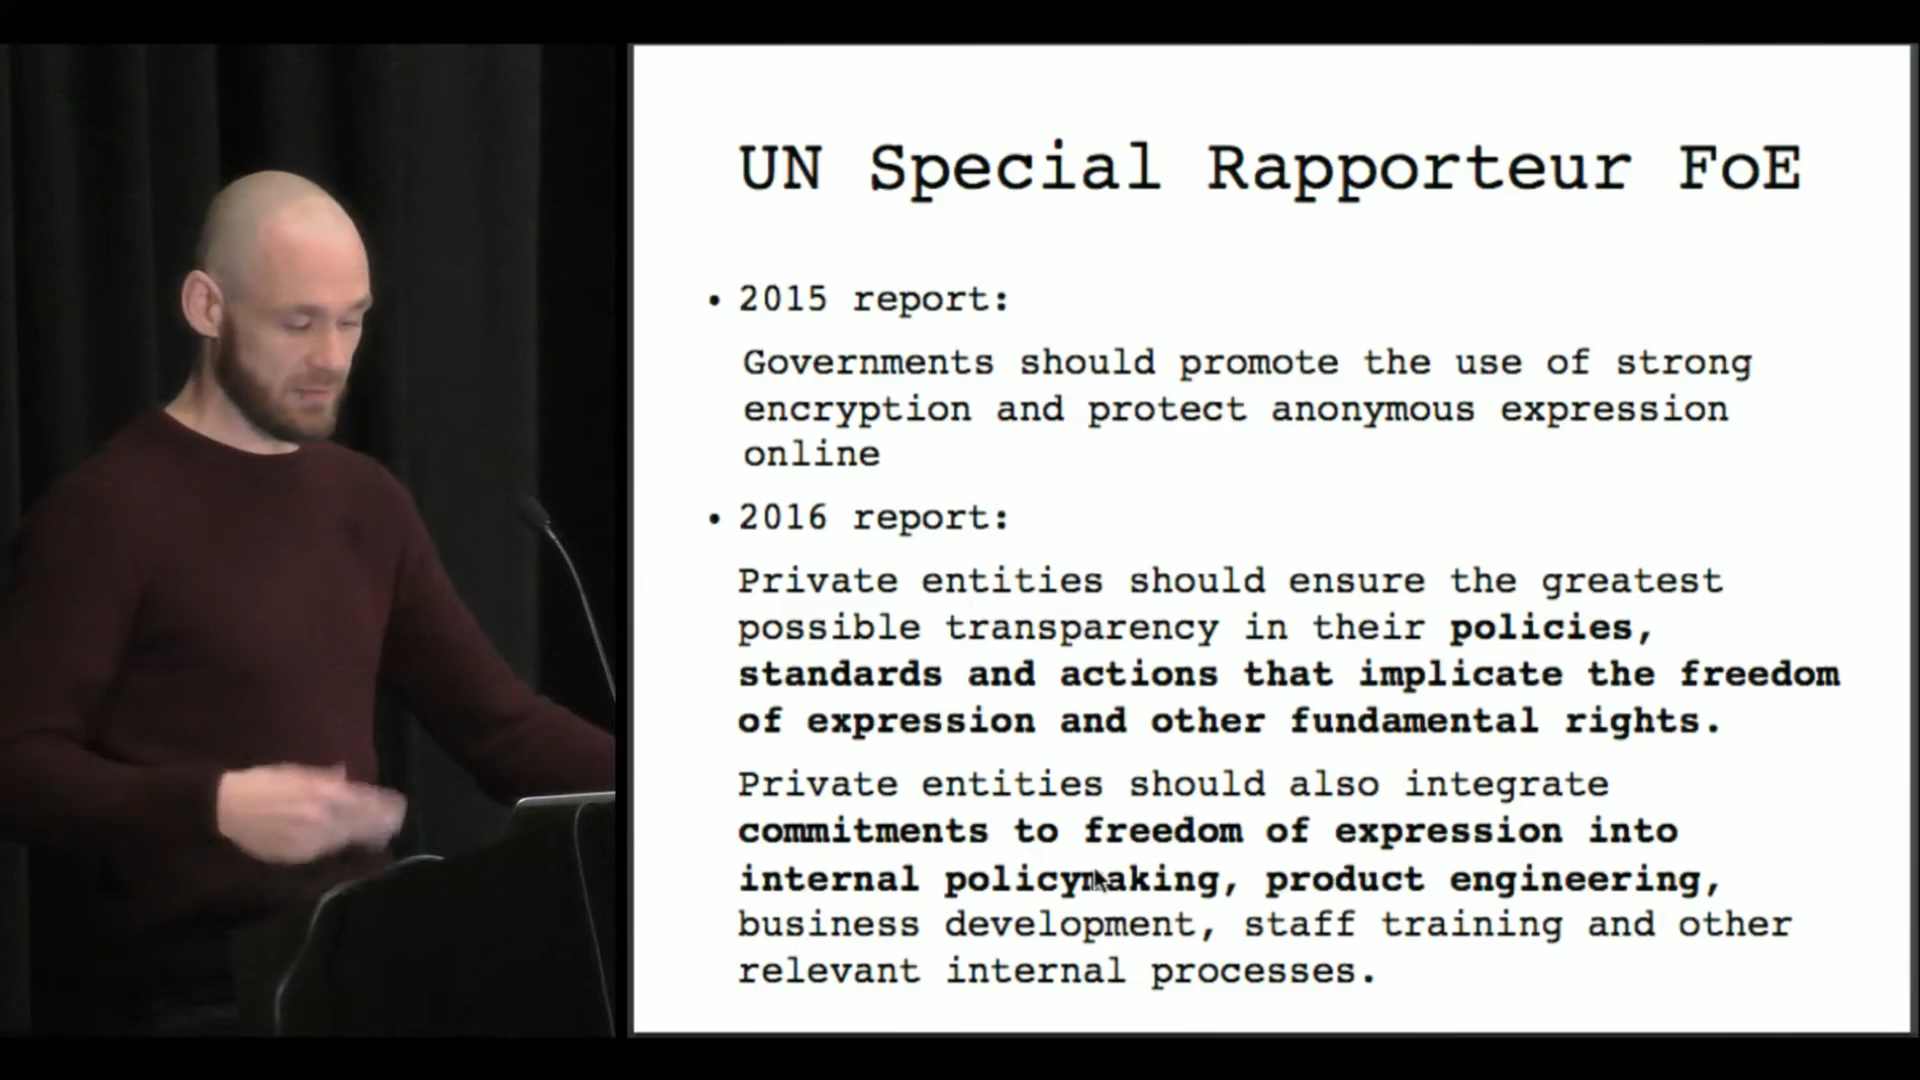 UN Special Rapporteur FoE
• 2015 report:
Governments should promote the use of strong
encryption and protect anonymous expression
online
• 2016 report:
Private entities should ensure the greatest
possible transparency in their policies,
standards and actions that implicate the freedom
of expression and other fundamental rights.
Private entities should also integrate
commitments to freedom of expression into
internal policymaking, product engineering,
business development, staff training and other
relevant internal processes.